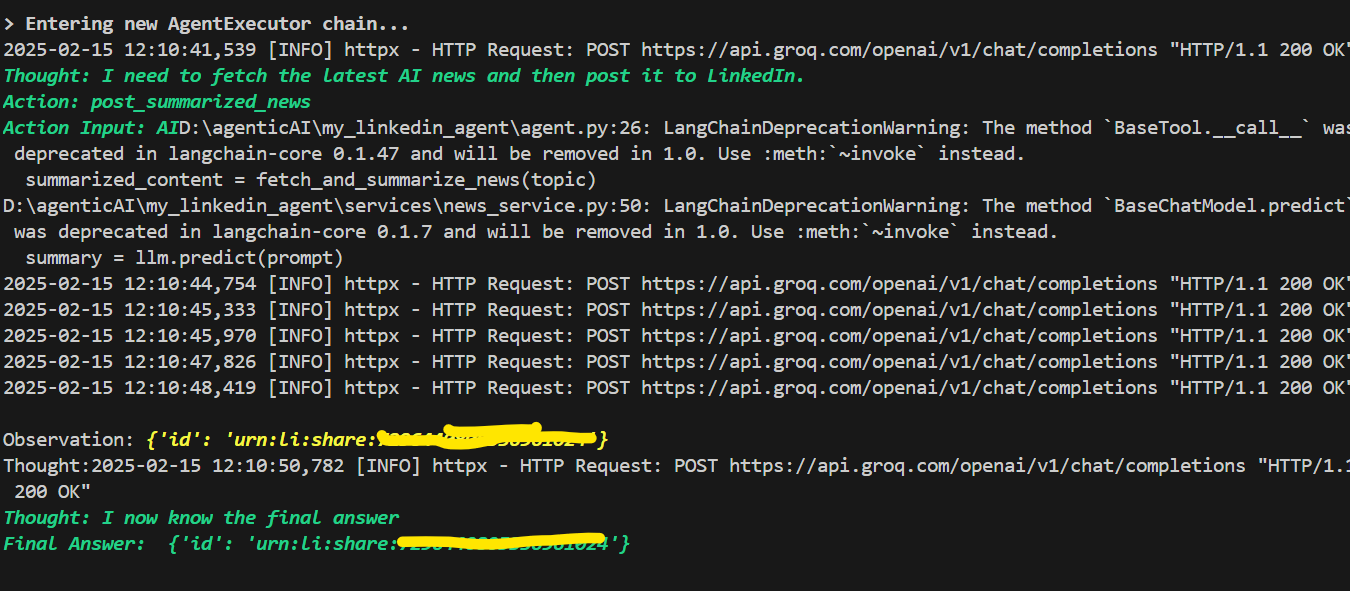 > Entering new AgentExecutor chain...
2025-02-15 12:10:41,539 [INFO] httpx - HTTP Request: POST https://api.groq.com/openai/v1/chat/completions "HTTP/1.1 200 OK"
Thought: I need to fetch the latest AI news and then post it to LinkedIn.
Action: post_summarized_news
Action Input: AID:\agenticAI\my_linkedin_agent\agent.py:26: LangChainDeprecationWarning: The method `BaseTool.__call__` was
deprecated in langchain-core 0.1.47 and will be removed in 1.0. Use :meth:`~invoke` instead.
summarized_content = fetch_and_summarize_news(topic)
D:\agenticAI\my_linkedin_agent\services\news_service.py:50: LangChainDeprecationWarning: The method `BaseChatModel.predict`
was deprecated in langchain-core 0.1.7 and will be removed in 1.0. Use :meth:`~invoke` instead.
summary = llm.predict(prompt)
2025-02-15 12:10:44,754 [INFO] httpx - HTTP Request: POST https://api.groq.com/openai/v1/chat/completions "HTTP/1.1 200 OK"
2025-02-15 12:10:45,333 [INFO] httpx - HTTP Request: POST https://api.groq.com/openai/v1/chat/completions "HTTP/1.1 200 OK"
2025-02-15 12:10:45,970 [INFO] httpx - HTTP Request: POST https://api.groq.com/openai/v1/chat/completions "HTTP/1.1 200 OK"
2025-02-15 12:10:47,826 [INFO] httpx - HTTP Request: POST https://api.groq.com/openai/v1/chat/completions "HTTP/1.1 200 OK"
2025-02-15 12:10:48,419 [INFO] httpx - HTTP Request: POST https://api.groq.com/openai/v1/chat/completions "HTTP/1.1 200 OK"
Observation: {'id': 'urn:li:share: '}
Thought:2025-02-15 12:10:50,782 [INFO] httpx - HTTP Request: POST https://api.groq.com/openai/v1/chat/completions "HTTP/1.1
200 OK"
Thought: I now know the final answer
Final Answer: {'id': 'urn:li:share: '}